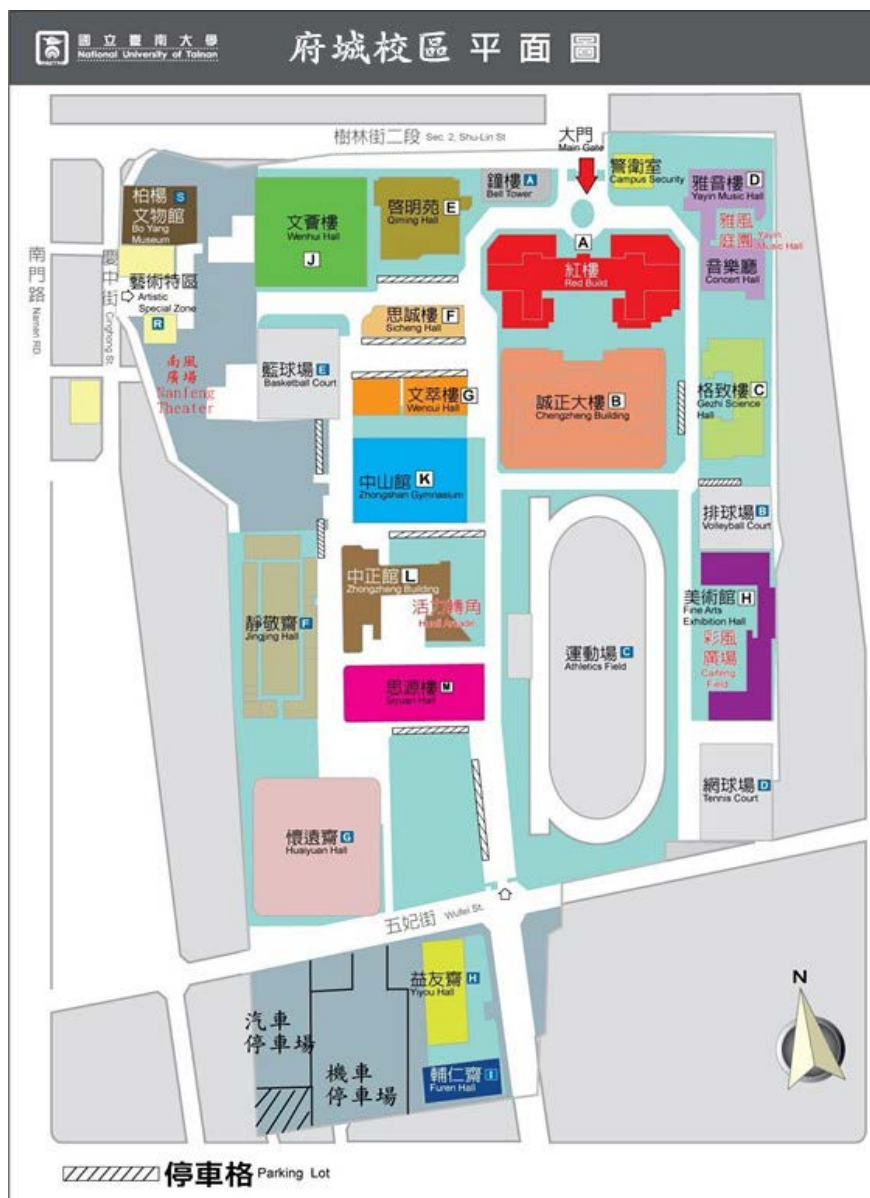 國立臺南大學
National University of Tainan
府城校區平面圖
樹林街二段 Sec. 2, Shu-Lin St
大門
Main Gate
警衛室
Campus Security
鐘樓 A
Bell Tower
雅音樓 D
Yayin Music Hall
雅風
庭園 Yayin
Music Hall
音樂廳
Concert Hall
柏楊 S
文物館
Bo Yang
Museum
文薈樓
Wenhui Hall
J
啓明苑 E
Qiming Hall
A
紅樓
Red Build
南門路 Nanan RD.
慶中街 Cinghong St.
藝術特區
Artistic
Special Zone
R
思誠樓 F
Sicheng Hall
南風
廣場
Nanfeng
Theater
籃球場 E
Basketball Court
文萃樓 G
Wencui Hall
誠正大樓 B
Chengzheng Building
格致樓 C
Gezhi Science
Hall
中山館 K
Zhongshan Gymnasium
排球場 B
Volleyball Court
中正館 L
Zhongzheng Building
活力轉角
靜敬齋 F
Jingjing Hall
運動場 C
Athletics Field
美術館 H
Fine Arts
Exhibition Hall
彩風
廣場
Caifeng
Field
思源樓 M
Siyuan Hall
網球場 D
Tennis Court
懷遠齋 G
Huaiyuan Hall
五妃街 Wufei St.
益友齋 H
Yiyou Hall
汽車
停車場
機車
停車場
輔仁齋 I
Furen Hall
N
停車格 Parking Lot